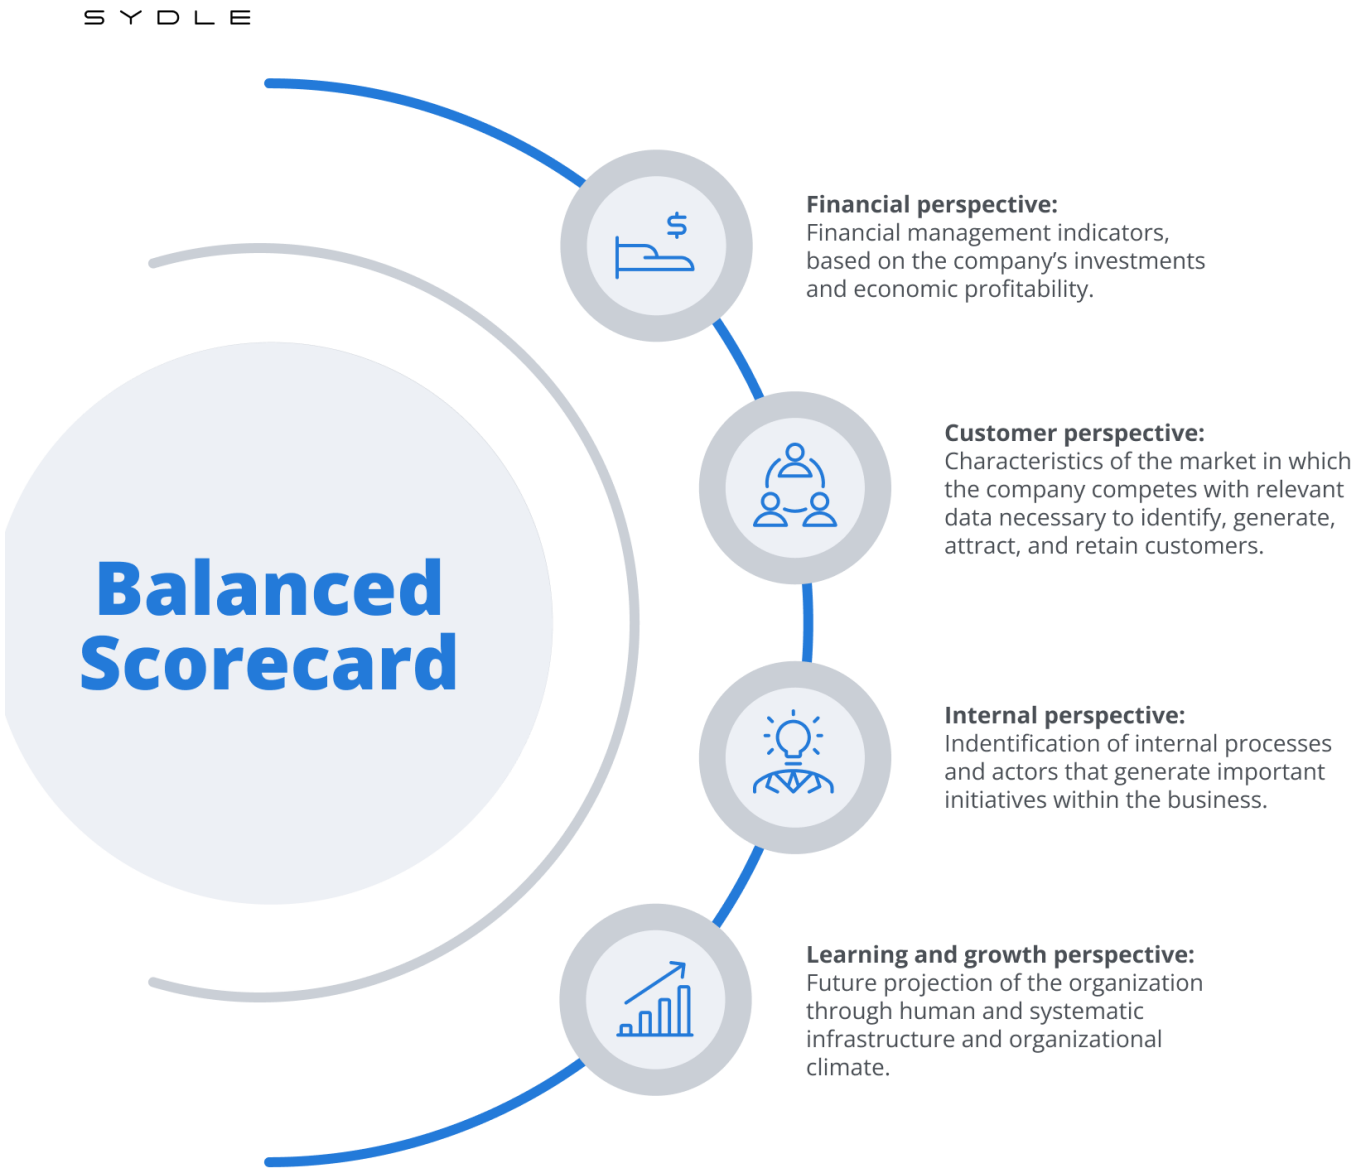 SYDLE
Financial perspective:
Financial management indicators,
based on the company’s investments
and economic profitability.
Customer perspective:
Characteristics of the market in which
the company competes with relevant
data necessary to identify, generate,
attract, and retain customers.
Balanced
Scorecard
Internal perspective:
Indentification of internal processes
and actors that generate important
initiatives within the business.
Learning and growth perspective:
Future projection of the organization
through human and systematic
infrastructure and organizational
climate.